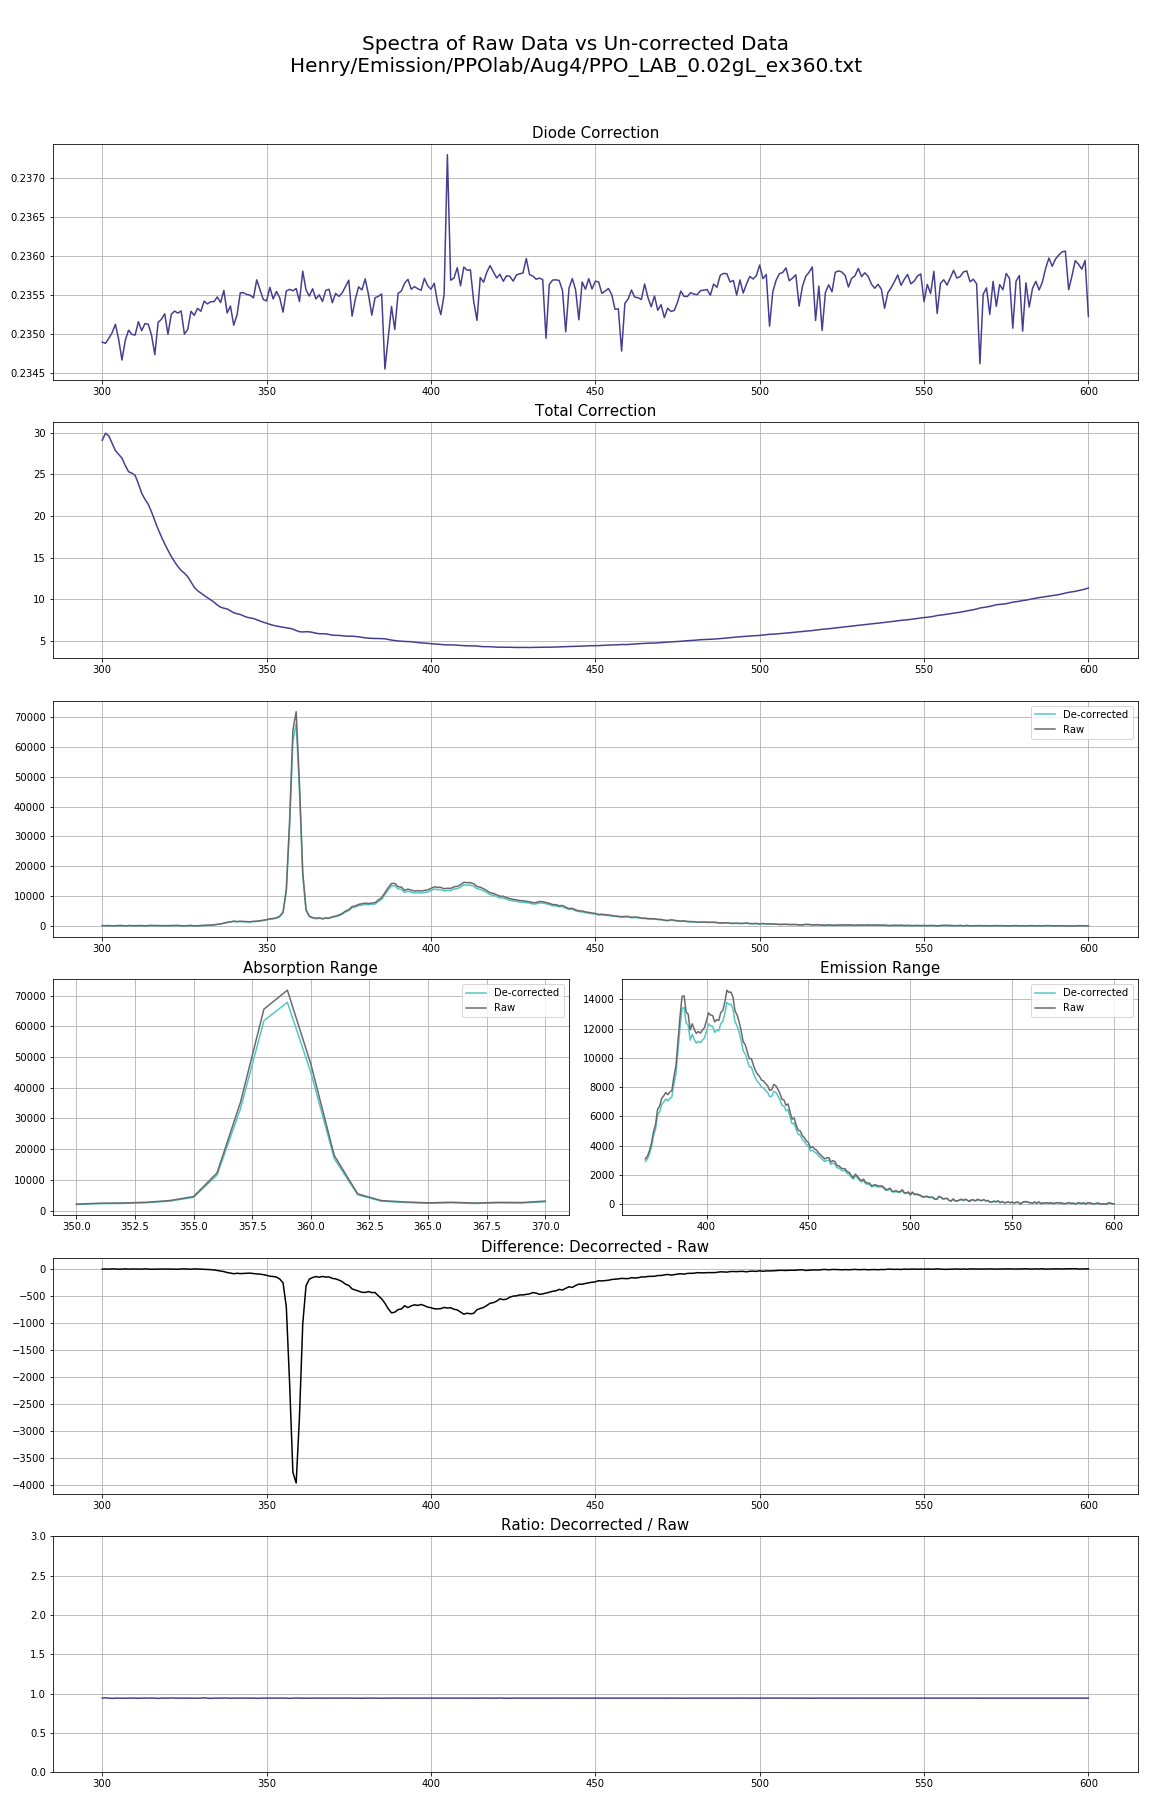 Spectra of Raw Data vs Un-corrected Data
Henry/Emission/PPOlab/Aug4/PPO_LAB_0.02gL_ex360.txt
Diode Correction
0.2370
0.2365
0.2360
0.2355
0.2350
0.2345
300 350 400 450 500 550 600
Total Correction
30
25
20
15
10
5
300 350 400 450 500 550 600
70000
60000
50000
40000
30000
20000
10000
0
De-corrected
Raw
300 350 400 450 500 550 600
Absorption Range
70000
60000
50000
40000
30000
20000
10000
0
De-corrected
Raw
350.0 352.5 355.0 357.5 360.0 362.5 365.0 367.5 370.0
Emission Range
14000
12000
10000
8000
6000
4000
2000
0
De-corrected
Raw
400 450 500 550 600
Difference: Decorrected - Raw
0
−500
−1000
−1500
−2000
−2500
−3000
−3500
−4000
300 350 400 450 500 550 600
Ratio: Decorrected / Raw
3.0
2.5
2.0
1.5
1.0
0.5
0.0
300 350 400 450 500 550 600